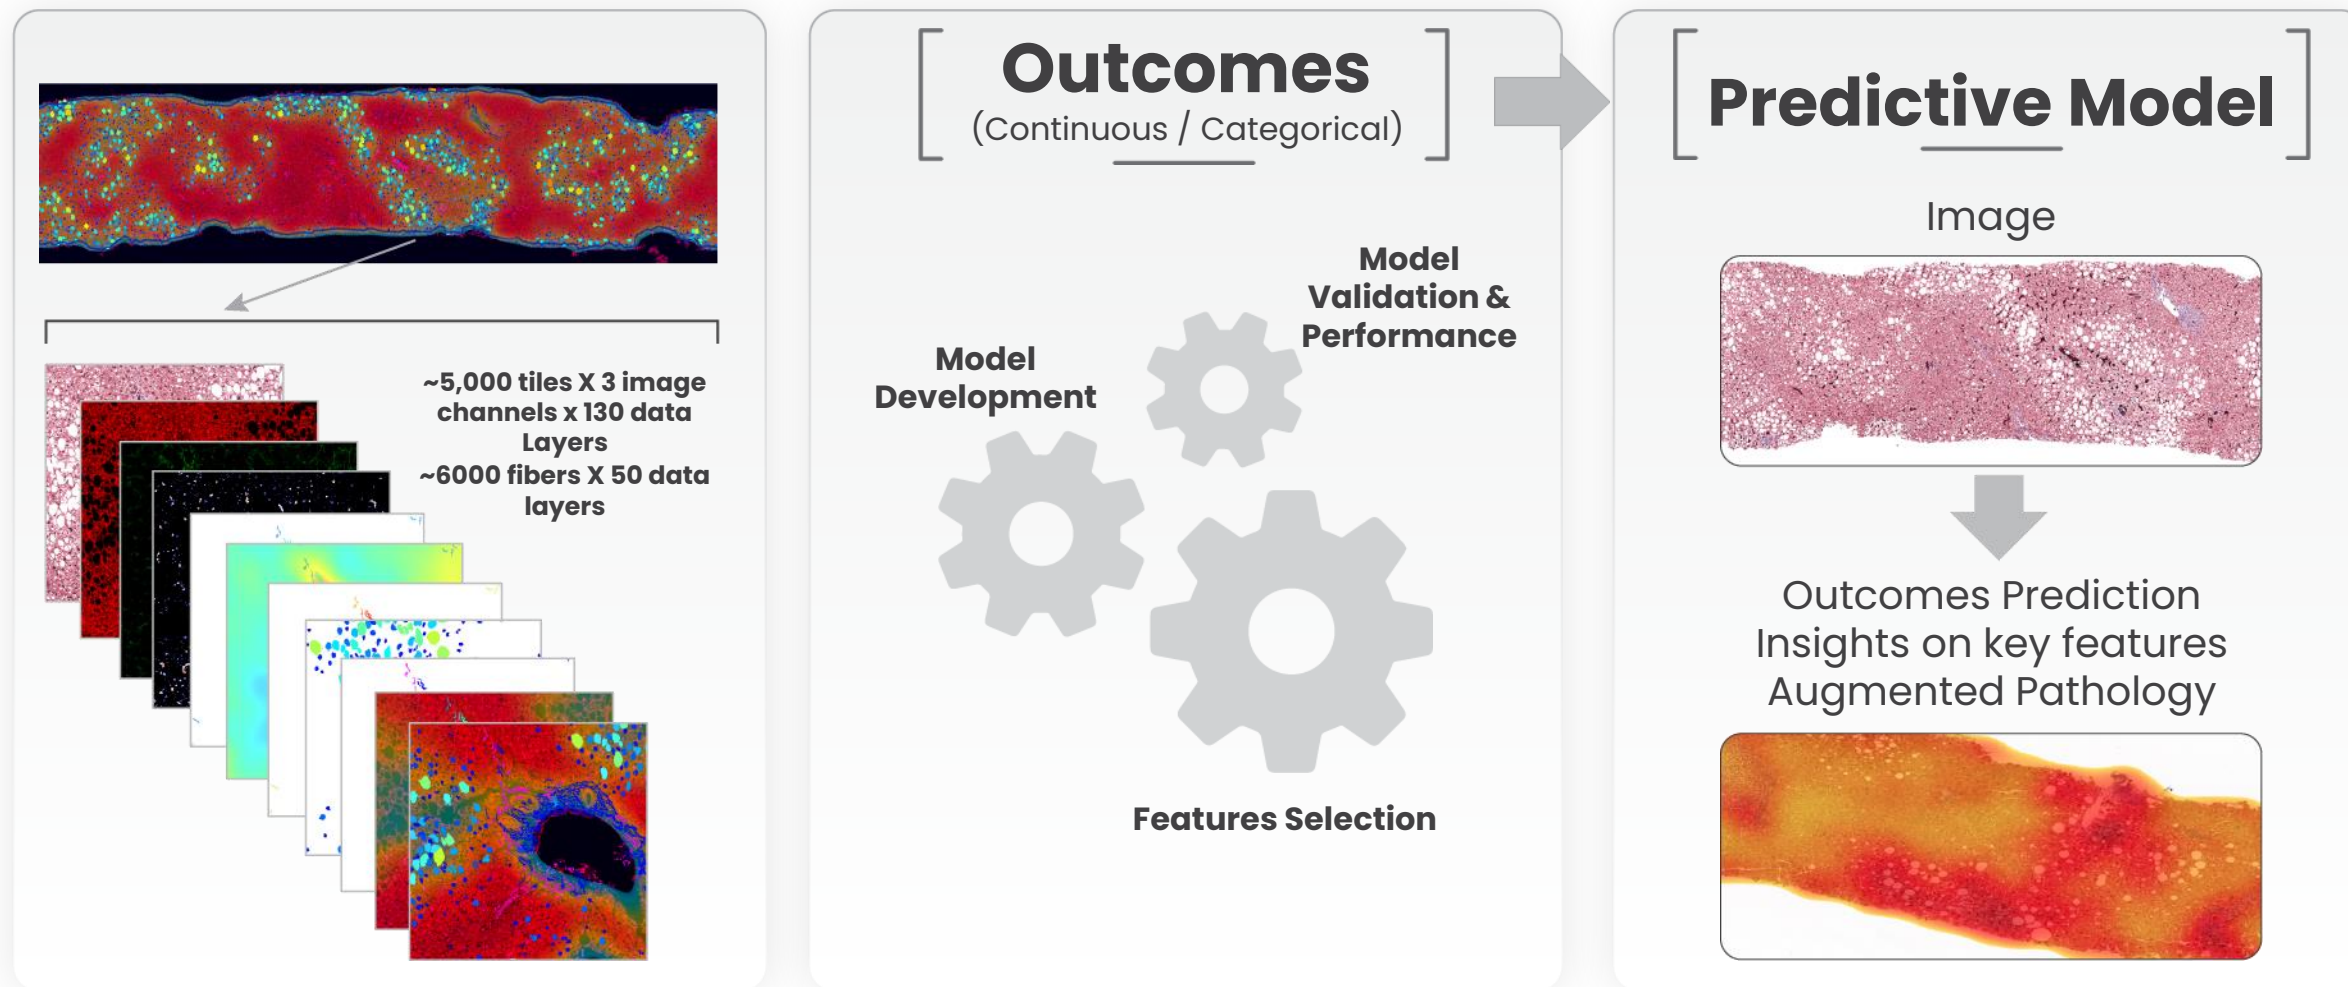 ~5,000 tiles X 3 image
channels x 130 data
Layers
~6000 fibers X 50 data
layers
Outcomes
(Continuous / Categorical)
Model
Development
Model
Validation &
Performance
Features Selection
Predictive Model
Image
Outcomes Prediction
Insights on key features
Augmented Pathology